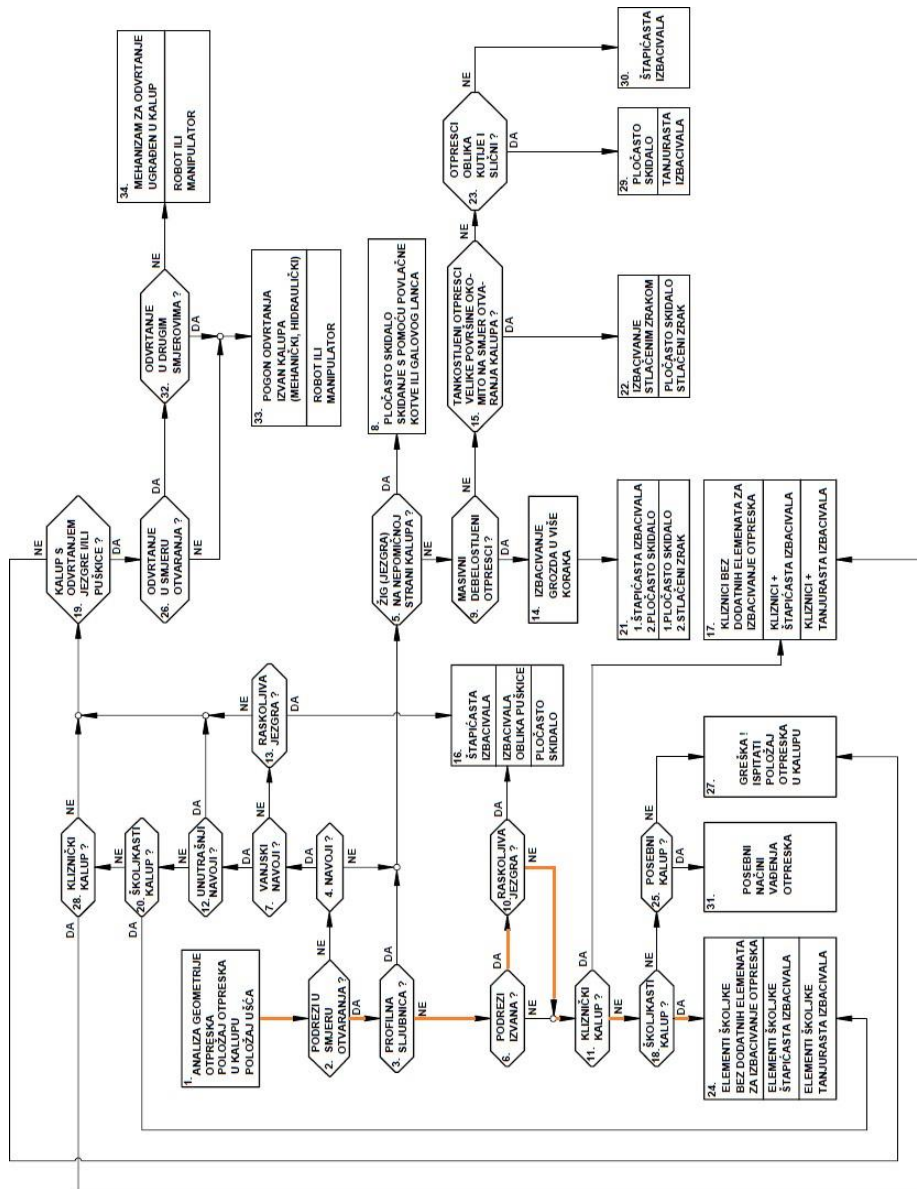 1. ANALIZA GEOMETRIJE
OTPRESKA
POLOŽAJ OTPRESKA
U KALUPU
POLOŽAJ UŠĆA
PODREZI U
SMJERU
2. OTVARANJA ?
DA
NE
3. PROFILNA
SLJUBNICA ?
DA
NE
4. NAVOJI ?
DA
NE
ŽIG (JEZGRA)
NA NEPOMIČNOJ
5. STRANI KALUPA ?
DA
NE
PODREZI
IZVANA ?
6.
DA
NE
VANJSKI
7. NAVOJI ?
DA
NE
8.
PLOČASTO SKIDALO
SKIDANJE S POMOĆU POVLAČNE
KOTVE ILI GALOVOG LANCA
MASIVNI
DEBELOSTIJENI
9. OTPRESCI ?
DA
NE
RASKOLJIVA
10. JEZGRA ?
DA
NE
KLIZNIČKI
11. KALUP ?
DA
NE
UNUTRAŠNJI
12. NAVOJI ?
DA
NE
RASKOLJIVA
13. JEZGRA ?
NE
DA
14.
IZBACIVANJE
GROZDA U VIŠE
KORAKA
TANKOSTIJENI OTPRESCI
VELIKE POVRŠINE OKO-
MITO NA SMJER OTVA-
15. RANJA KALUPA ?
DA
NE
16.
ŠTAPIĆASTA
IZBACIVALA
IZBACIVALA
OBLIKA PUŠKICE
PLOČASTO
SKIDALO
17.
KLIZNICI BEZ
DODATNIH ELEMENATA ZA
IZBACIVANJE OTPRESKA
KLIZNICI +
ŠTAPIĆASTA IZBACIVALA
KLIZNICI +
TANJURASTA IZBACIVALA
ŠKOLJKASTI
18. KALUP ?
DA
NE
KALUP S
ODVRTANJEM
JEZGRE I/ILI
19. PUŠKICE ?
DA
NE
ŠKOLJKASTI
20. KALUP ?
DA
NE
21.
1.ŠTAPIĆASTA IZBACIVALA
2.PLOČASTO SKIDALO
1.PLOČASTO SKIDALO
2. STLAČENI ZRAK
22.
IZBACIVANJE
STLAČENIM ZRAKOM
PLOČASTO SKIDALO
STLAČENI ZRAK
OTPRESCI
OBLIKA
KUTIJE I
23. SLIČNI ?
DA
NE
24.
ELEMENTI ŠKOLJKE
BEZ DODATNIH ELEMENATA
ZA IZBACIVANJE OTPRESKA
ELEMENTI ŠKOLJKE
ŠTAPIĆASTA IZBACIVALA
ELEMENTI ŠKOLJKE
TANJURASTA IZBACIVALA
POSEBNI
25. KALUP ?
DA
NE
ODVRTANJE
U SMJERU
26. OTVARANJA ?
DA
NE
27.
GREŠKA !
ISPITATI
POLOŽAJ
OTPRESKA
U KALUPU
KLIZNIČKI
28. KALUP ?
DA
NE
29.
PLOČASTO
SKIDALO
TANJURASTA
IZBACIVALA
30.
ŠTAPIĆASTA
IZBACIVALA
31.
POSEBNI
NAČINI
VAĐENJA
OTPRESKA
ODVRTANJE
U DRUGIM
SMJEROVIMA ?
32.
DA
NE
33.
POGON ODVRTANJA
IZVAN KALUPA
(MEHANIČKI, HIDRAULIČKI)
ROBOT ILI
MANIPULATOR
34.
MEHANIZAM ZA ODVRTANJE
UGRAĐEN U KALUP
ROBOT ILI
MANIPULATOR